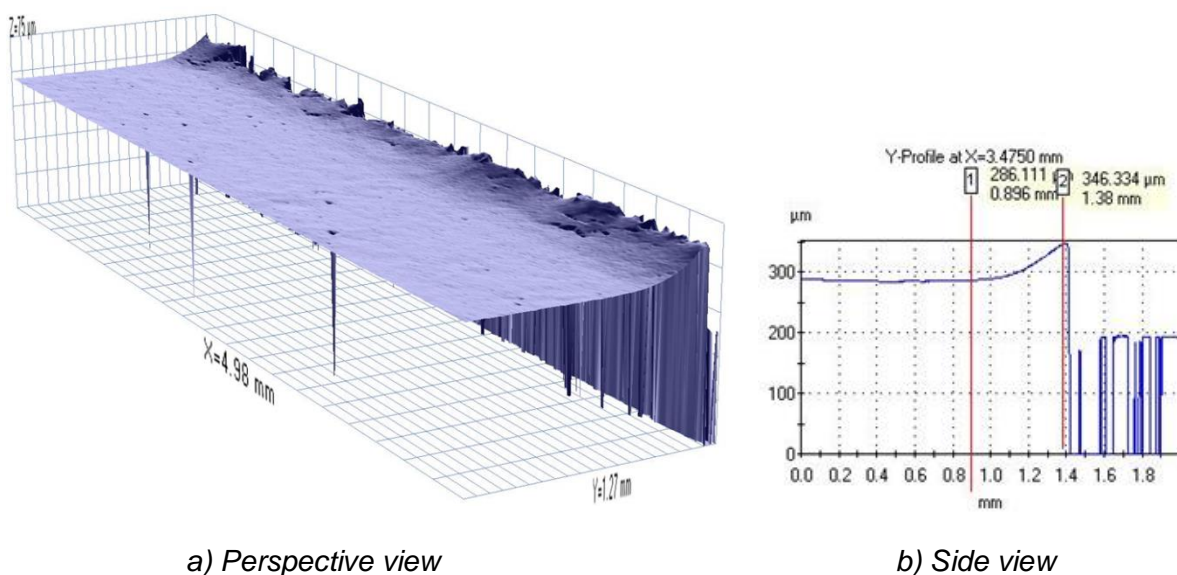 Z=75 µm
X=4.98 mm
Y=1.27 mm
Y-Profile at X=3.4750 mm
1 286.111 µm 2 346.334 µm
0.896 mm 1.38 mm
µm
300
200
100
0
0.0 0.2 0.4 0.6 0.8 1.0 1.2 1.4 1.6 1.8
mm
a) Perspective view b) Side view